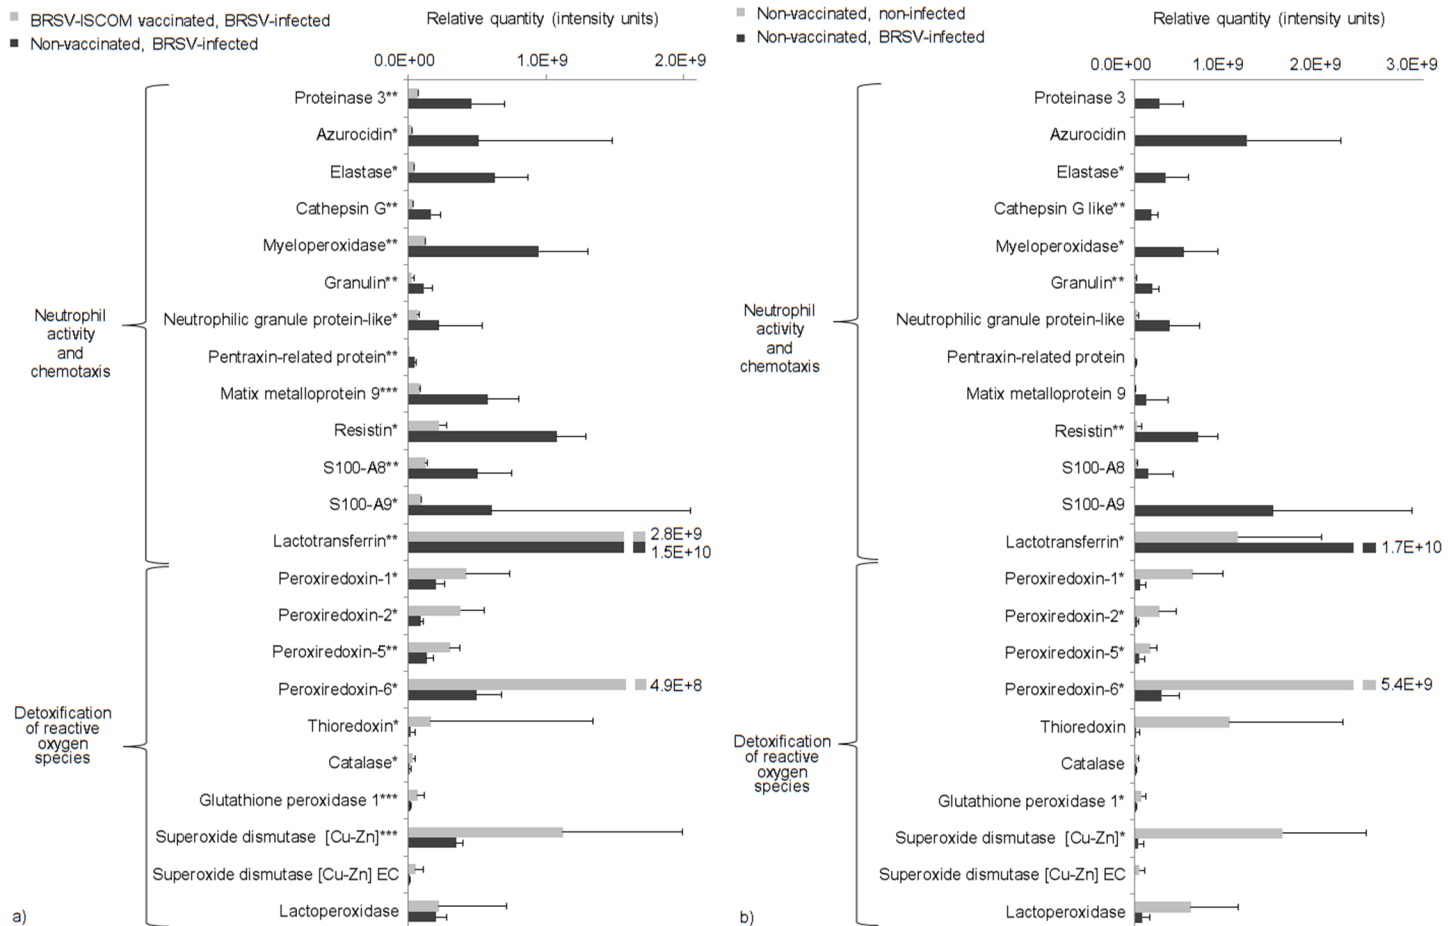 BRSV-ISCOM vaccinated, BRSV-infected
Non-vaccinated, BRSV-infected
Relative quantity (intensity units)
0.0E+00 1.0E+9 2.0E+9
Neutrophil
activity
and
chemotaxis
Proteinase 3**
Azurocidin*
Elastase*
Cathepsin G**
Myeloperoxidase**
Granulin**
Neutrophilic granule protein-like*
Pentraxin-related protein**
Matix metalloprotein 9***
Resistin*
S100-A8**
S100-A9*
Lactotransferrin**
2.8E+9
1.5E+10
Detoxification
of reactive
oxygen
species
Peroxiredoxin-1*
Peroxiredoxin-2*
Peroxiredoxin-5**
Peroxiredoxin-6*
4.9E+8
Thioredoxin*
Catalase*
Glutathione peroxidase 1***
Superoxide dismutase [Cu-Zn]***
Superoxide dismutase [Cu-Zn] EC
Lactoperoxidase
a)
Non-vaccinated, non-infected
Non-vaccinated, BRSV-infected
Relative quantity (intensity units)
0.0E+00 1.0E+9 2.0E+9 3.0E+9
Neutrophil
activity
and
chemotaxis
Proteinase 3
Azurocidin
Elastase*
Cathepsin G like**
Myeloperoxidase*
Granulin**
Neutrophilic granule protein-like
Pentraxin-related protein
Matix metalloprotein 9
Resistin**
S100-A8
S100-A9
Lactotransferrin*
1.7E+10
Detoxification
of reactive
oxygen
species
Peroxiredoxin-1*
Peroxiredoxin-2*
Peroxiredoxin-5*
Peroxiredoxin-6*
5.4E+9
Thioredoxin
Catalase
Glutathione peroxidase 1*
Superoxide dismutase [Cu-Zn]*
Superoxide dismutase [Cu-Zn] EC
Lactoperoxidase
b)